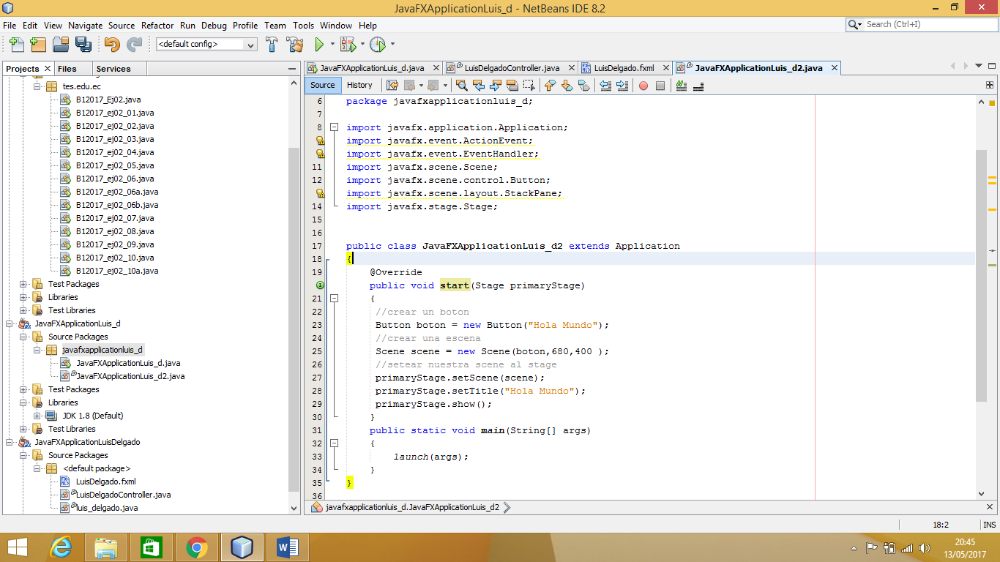 JavaFXApplicationLuis_d - NetBeans IDE 8.2
File Edit View Navigate Source Refactor Run Debug Profile Team Tools Window Help
Search (Ctrl+I)
<default config>
Projects Files Services
tes.edu.ec
B12017_Ej02.java
B12017_ej02_01.java
B12017_ej02_02.java
B12017_ej02_03.java
B12017_ej02_04.java
B12017_ej02_05.java
B12017_ej02_06.java
B12017_ej02_06a.java
B12017_ej02_06b.java
B12017_ej02_07.java
B12017_ej02_08.java
B12017_ej02_09.java
B12017_ej02_10.java
B12017_ej02_10a.java
Test Packages
Libraries
Test Libraries
JavaFXApplicationLuis_d
Source Packages
javafxapplicationluis_d
JavaFXApplicationLuis_d.java
JavaFXApplicationLuis_d2.java
Test Packages
Libraries
JDK 1.8 (Default)
Test Libraries
JavaFXApplicationLuisDelgado
Source Packages
<default package>
LuisDelgado.fxml
LuisDelgadoController.java
luis_delgado.java
JavaFXApplicationLuis_d.java LuisDelgadoController.java LuisDelgado.fxml JavaFXApplicationLuis_d2.java
Source History
6 package javafxapplicationluis_d;
7
8 import javafx.application.Application;
import javafx.event.ActionEvent;
import javafx.event.EventHandler;
11 import javafx.scene.Scene;
12 import javafx.scene.control.Button;
import javafx.scene.layout.StackPane;
14 import javafx.stage.Stage;
15
16
17 public class JavaFXApplicationLuis_d2 extends Application
18 {
19 @Override
public void start(Stage primaryStage)
21 {
22 //crear un boton
23 Button boton = new Button("Hola Mundo");
24 //crear una escena
25 Scene scene = new Scene(boton,680,400 );
26 //setear nuestra scene al stage
27 primaryStage.setScene(scene);
28 primaryStage.setTitle("Hola Mundo");
29 primaryStage.show();
30 }
31 public static void main(String[] args)
32 {
33 launch(args);
34 }
35 }
36
javafxapplicationluis_d.JavaFXApplicationLuis_d2
18:2 INS
20:45
13/05/2017